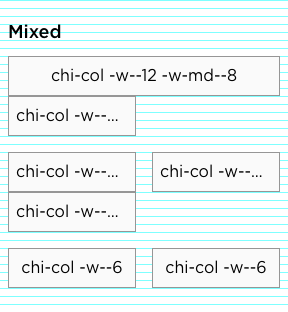 Mixed
chi-col -w--12 -w-md--8
chi-col -w--...
chi-col -w--... chi-col -w--...
chi-col -w--...
chi-col -w--6 chi-col -w--6